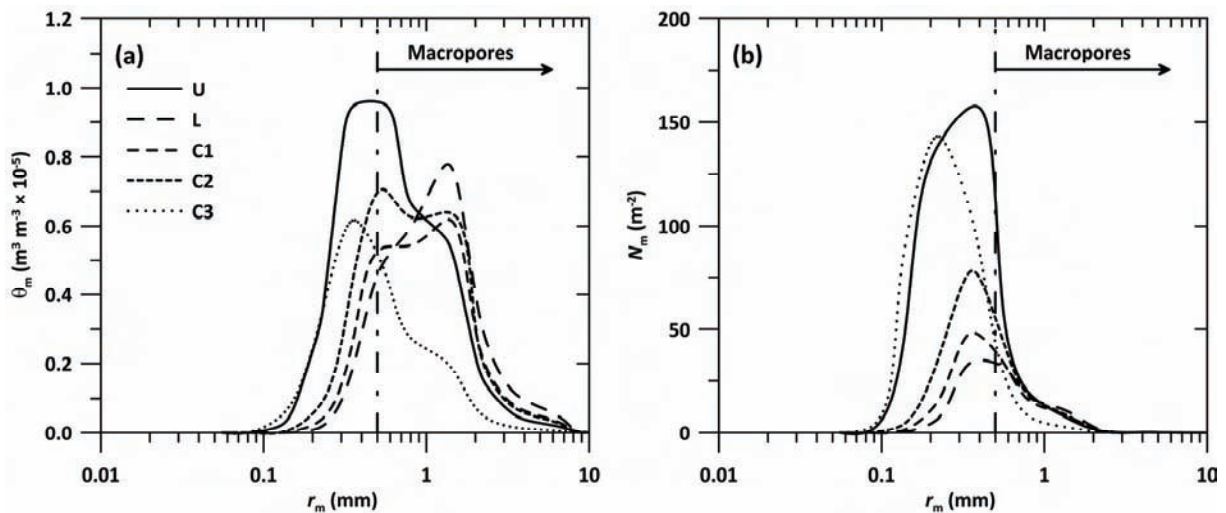 1.2
1.0
0.8
0.6
0.4
0.2
0.0
θm (m³ m⁻³ × 10⁻⁵)
(a)
Macropores
U
L
C1
C2
C3
0.01
0.1
1
10
rm (mm)
200
150
100
50
0
Nm (m⁻²)
(b)
Macropores
0.01
0.1
1
10
rm (mm)